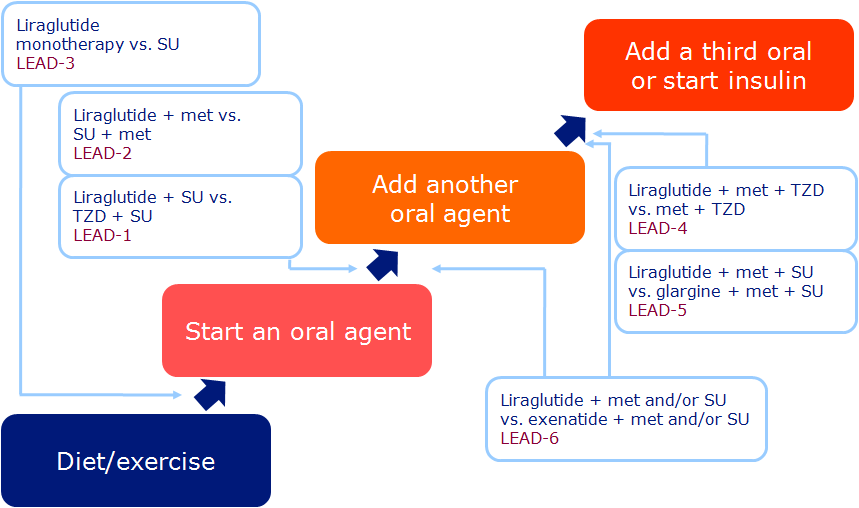 Liraglutide
monotherapy vs. SU
LEAD-3
Liraglutide + met vs.
SU + met
LEAD-2
Liraglutide + SU vs.
TZD + SU
LEAD-1
Add a third oral
or start insulin
Add another
oral agent
Liraglutide + met + TZD
vs. met + TZD
LEAD-4
Liraglutide + met + SU
vs. glargine + met + SU
LEAD-5
Start an oral agent
Liraglutide + met and/or SU
vs. exenatide + met and/or SU
LEAD-6
Diet/exercise